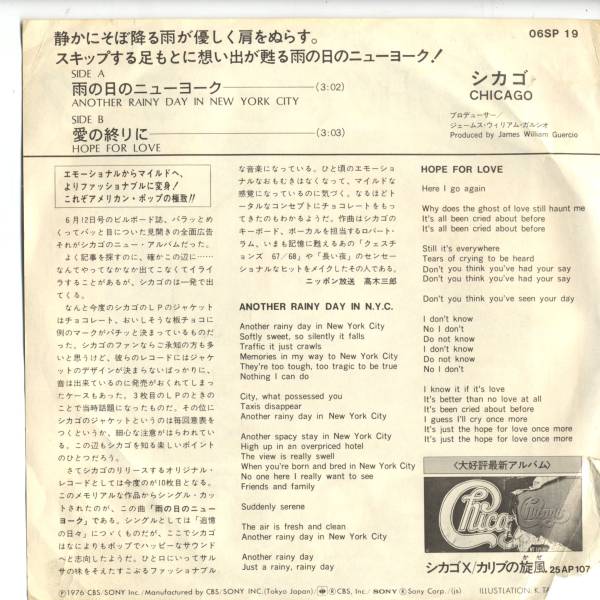 静かにそぼ降る雨が優しく肩をぬらす。
スキップする足もとに想い出が甦る雨の日のニューヨーク!
SIDE A
雨の日のニューヨーク——(3:02)
ANOTHER RAINY DAY IN NEW YORK CITY
SIDE B
愛の終りに——(3:03)
HOPE FOR LOVE
06SP 19
シカゴ
CHICAGO
プロデューサー/
ジェームス・ウィリアム・ガルシオ
Produced by James William Guercio
エモーショナルからマイルドへ、
よりファッショナブルに変身!
これぞアメリカン・ポップの極致!!
6月12日号のビルボード誌、パラッとめ
くってパッと目についた見開きの全面広告
それがシカゴのニュー・アルバムだった。
よく記事を探すのに、確かこの辺に……
なんてやってなかなか出てこなくてイライ
ラすることがあるが、シカゴのは一発で出
てくる。
なんと今度のシカゴのLPのジャケット
はチョコレート、おいしそうな板チョコに
例のマークがバチッと決まっているものだ
った。シカゴのファンならご承知の方も多
いと思うけど、彼らのレコードにはジャケ
ットのデザインが決まらないばっかりに、
音は出来ているのに発売がおくれてしまっ
たケースもあった。3枚目のLPのときの
ことで当時話題になったものだ。その位に
シカゴのジャケットというのは毎回意表を
つくというか、細心な注意がはらわれてい
る。この辺もシカゴを知る楽しいポイント
のひとつだろう。
さてシカゴのリリースするオリジナル・
レコードとしては今度のが10枚目となる。
このメモリアルな作品からシングル・カッ
トされたのが、この曲「雨の日のニューヨ
ーク」である。シングルとしては「追憶
の日々」につぐものだが、ここでシカゴ
はなによりもポップでハッピーなサウンド
へと志向したようだ。ひと口にいってサル
サの味をそえたすこぶるファッショナブル
な音楽になっている。ひと頃のエモーショ
ナルなおもむきはなくなって、マイルドな
感覚になっているのに気づく。なるほどト
ータルなコンセプトにチョコレートをもっ
てきたのもわかるようだ。作曲はシカゴの
キーボード、ボーカルを担当するロバート・
ラム、いまも記憶に甦るあの「クェスチ
ョンズ 67/68」や「長い夜」のセンセー
ショナルなヒットをメイクしたその人である。
ニッポン放送 高木三郎
ANOTHER RAINY DAY IN N.Y.C.
Another rainy day in New York City
Softly sweet, so silently it falls
Traffic it just crawls
Memories in my way to New York City
They're too tough, too tragic to be true
Nothing I can do
City, what possessed you
Taxis disappear
Another rainy day in New York City
Another spacy stay in New York City
High up in an overpriced hotel
The view is really swell
When you're born and bred in New York City
No one here I really want to see
Friends and family
Suddenly serene
The air is fresh and clean
Another rainy day in New York City
Another rainy day
Just a rainy, rainy day
HOPE FOR LOVE
Here I go again
Why does the ghost of love still haunt me
It's all been cried about before
It's all been cried about before
Still it's everywhere
Tears of crying to be heard
Don't you think you've had your say
Don't you think you've had your say
Don't you think you've seen your day
I don't know
No I don't
Do not know
I don't know
Do not know
No I don't
I know it if it's love
It's better than no love at all
It's been cried about before
I guess I'll cry once more
It's just the hope for love once more
It's just the hope for love once more
〈大好評最新アルバム〉
Chicago
シカゴX/カリブの旋風 25AP107
Ⓟ1976 CBS/SONY Inc./Manufactured by CBS/SONY INC.(Tokyo Japan)/ ® CBS, Inc./ SONY ® Sony Corp./(js)
ILLUSTLATION: K. TA